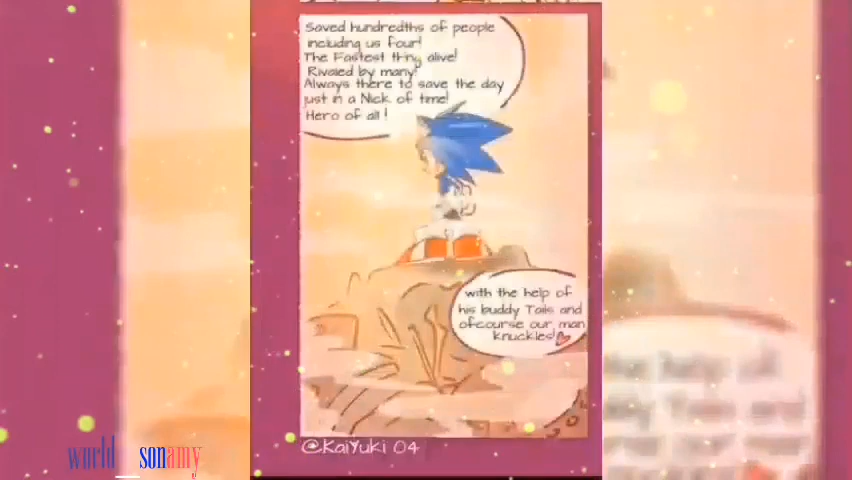 Saved hundredths of people
including us four!
The Fastest thing alive!
Rivaled by many!
Always there to save the day
just in a Nick of time!
Hero of all!
with the help of
his buddy Tails and
ofcourse our man
knuckles!
@KaiYuki 04
world__sonamy